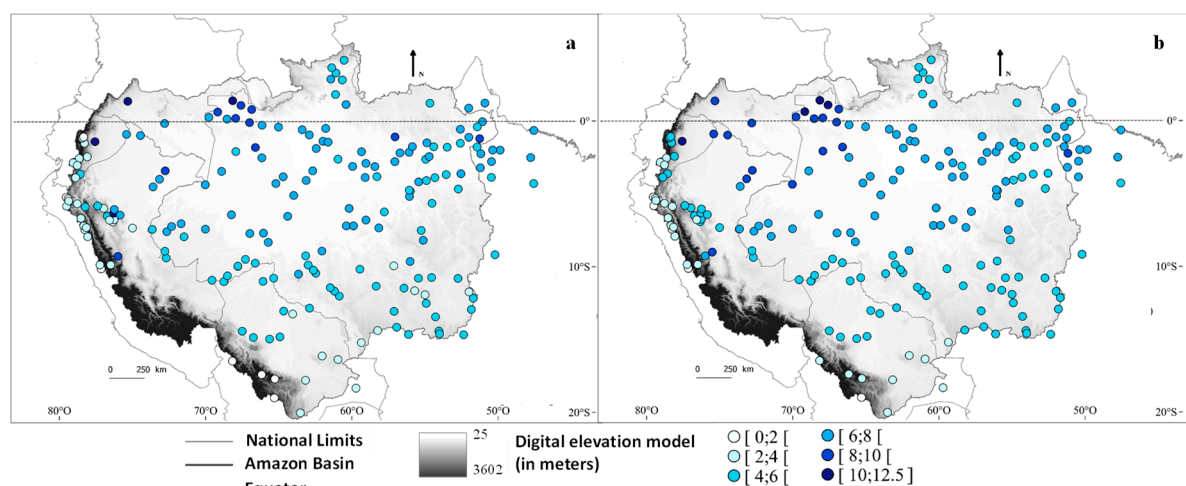 a
b
N
N
0°
0°
10°S
10°S
0 250 km
0 250 km
80°O 70°O 60°O 50°O 20°S
80°O 70°O 60°O 50°O 20°S
National Limits
Amazon Basin
Equator
25
3602
Digital elevation model
(in meters)
[ 0;2 [
[ 2;4 [
[ 4;6 [
[ 6;8 [
[ 8;10 [
[ 10;12.5 ]
)